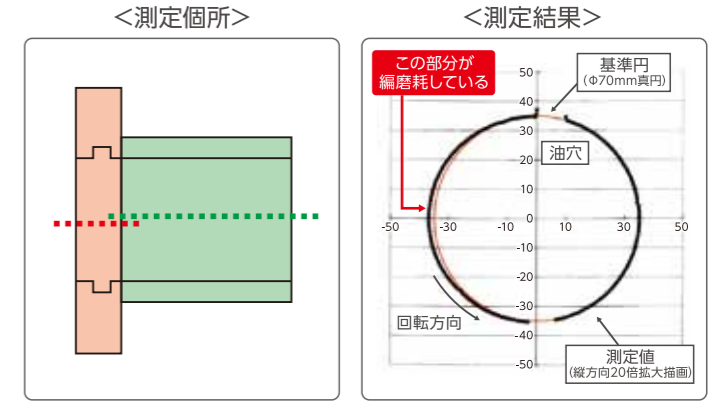 <測定個所>
<測定結果>
この部分が
編磨耗している
基準円
(Φ70mm真円)
油穴
50
40
30
20
10
0
-10
-20
-30
-40
-50
-50
-30
-10
10
30
50
回転方向
測定値
(縦方向20倍拡大描画)